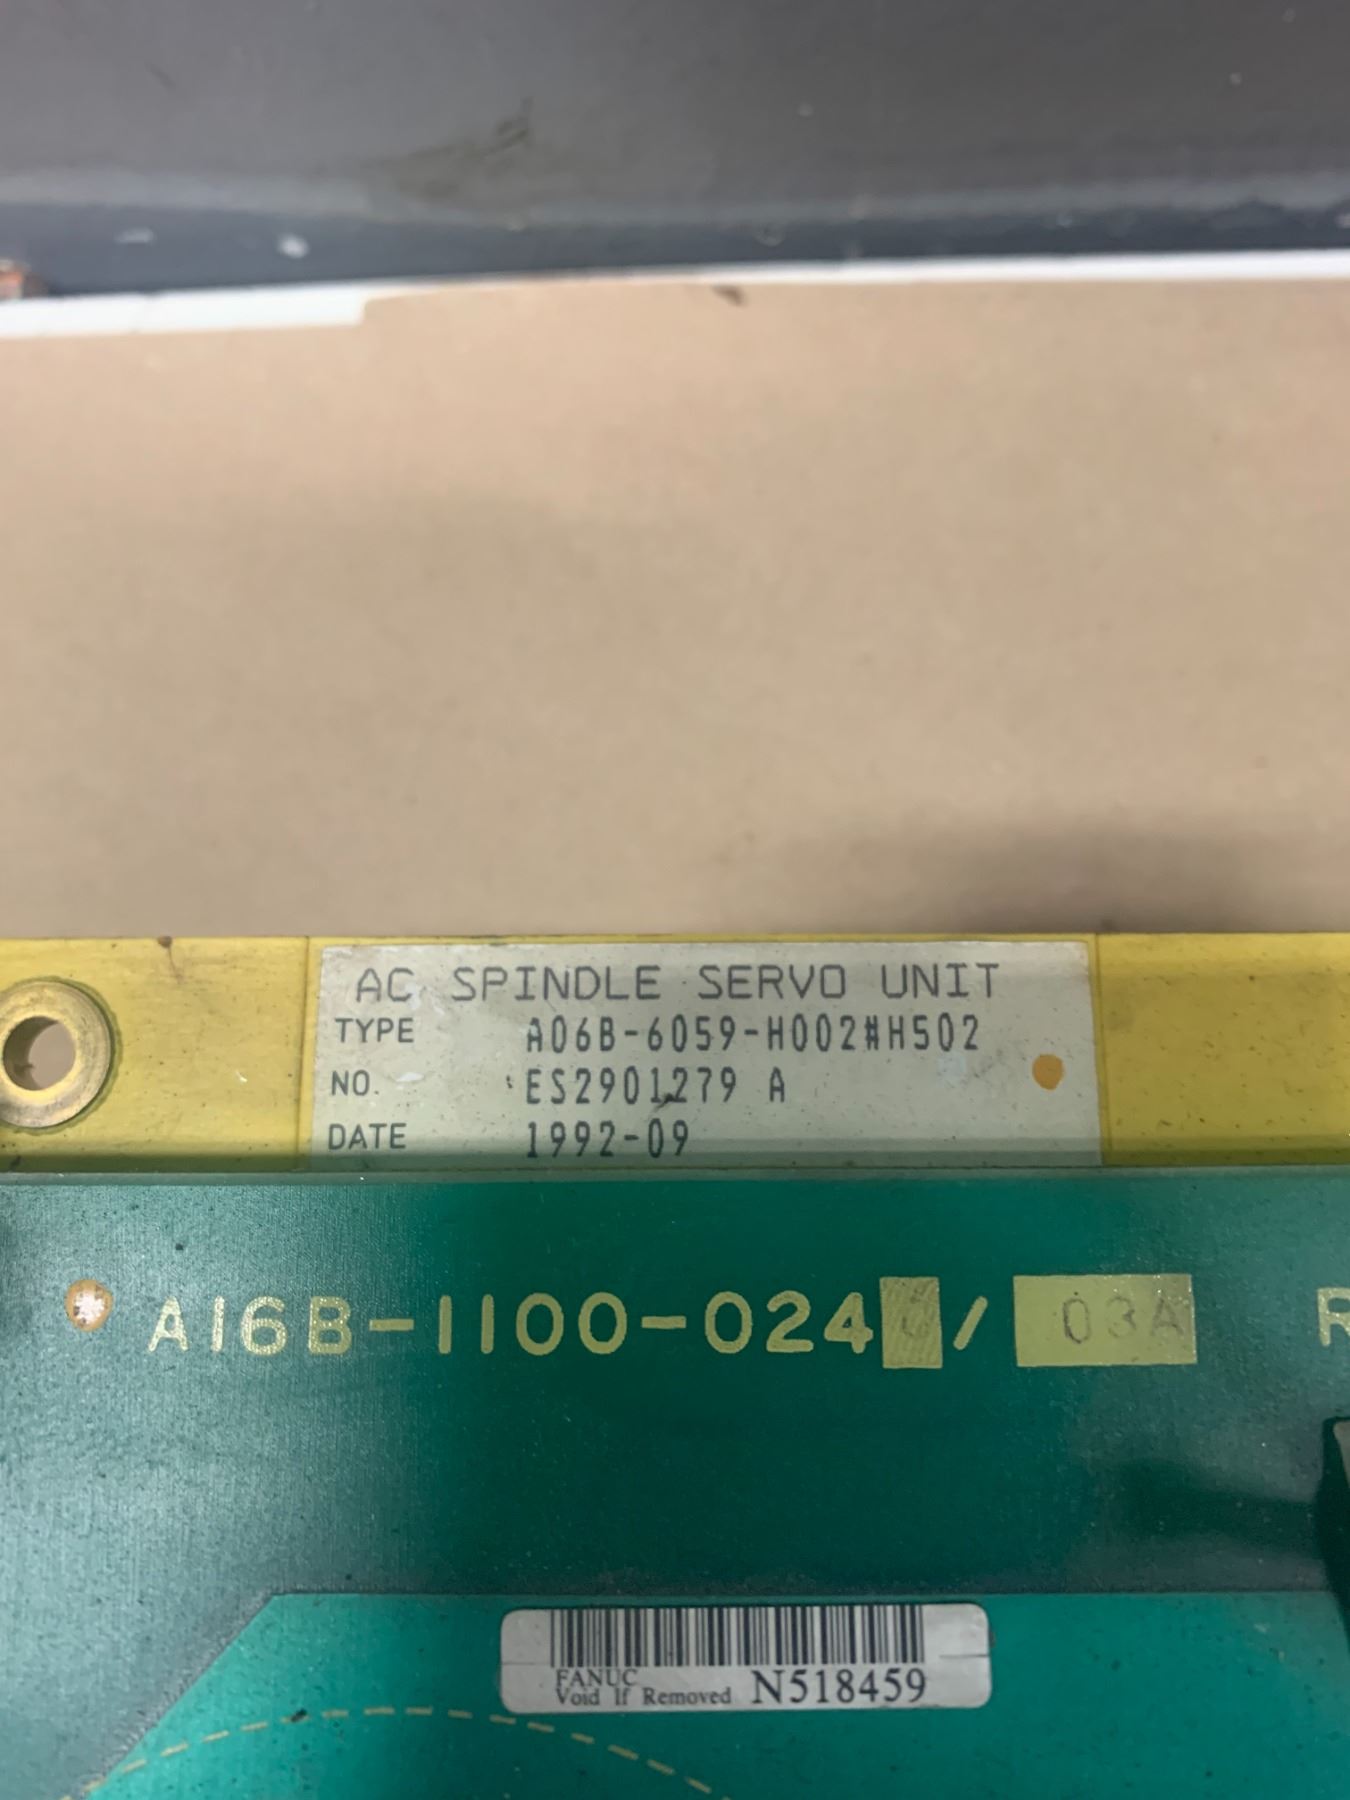 AC SPINDLE SERVO UNIT
TYPE A06B-6059-H002#H502
NO. ES2901279 A
DATE 1992-09
A16B-1100-024 / 03A R
FANUC
Void If Removed N518459